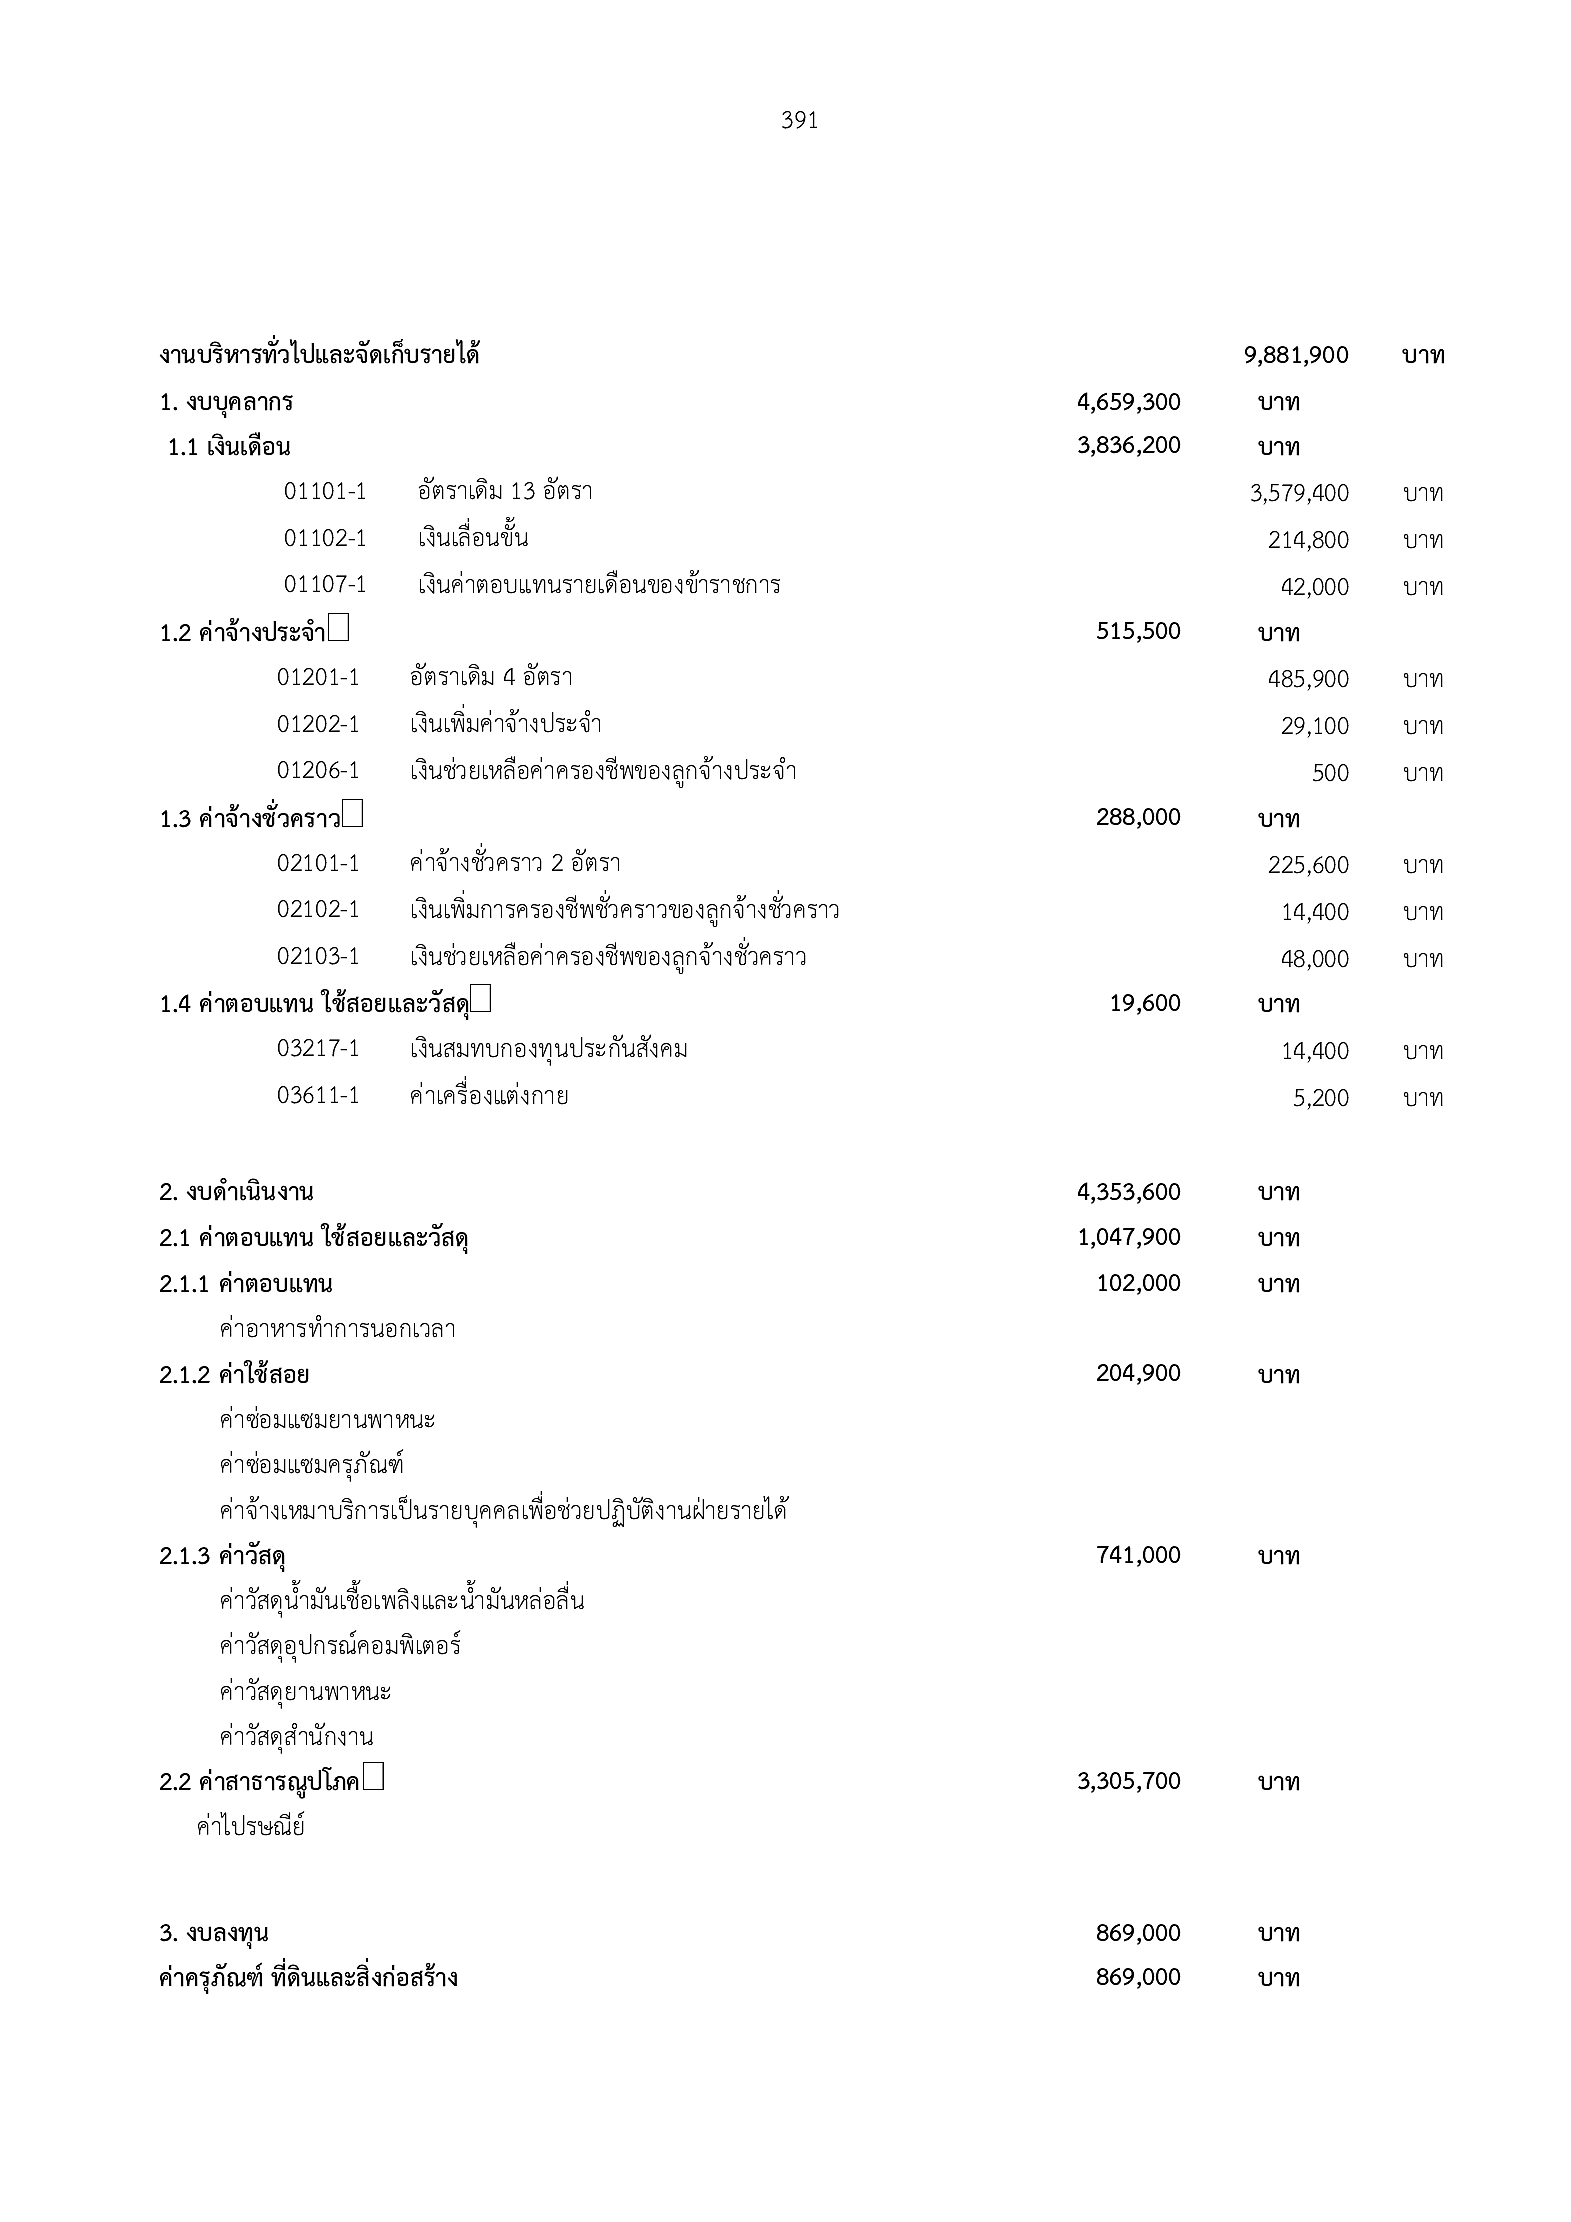 391
งานบริหารทั่วไปและจัดเก็บรายได้ 9,881,900 บาท
1. งบบุคลากร 4,659,300 บาท
1.1 เงินเดือน 3,836,200 บาท
01101-1 อัตราเดิม 13 อัตรา 3,579,400 บาท
01102-1 เงินเลื่อนขั้น 214,800 บาท
01107-1 เงินค่าตอบแทนรายเดือนของข้าราชการ 42,000 บาท
1.2 ค่าจ้างประจำ 515,500 บาท
01201-1 อัตราเดิม 4 อัตรา 485,900 บาท
01202-1 เงินเพิ่มค่าจ้างประจำ 29,100 บาท
01206-1 เงินช่วยเหลือค่าครองชีพของลูกจ้างประจำ 500 บาท
1.3 ค่าจ้างชั่วคราว 288,000 บาท
02101-1 ค่าจ้างชั่วคราว 2 อัตรา 225,600 บาท
02102-1 เงินเพิ่มการครองชีพชั่วคราวของลูกจ้างชั่วคราว 14,400 บาท
02103-1 เงินช่วยเหลือค่าครองชีพของลูกจ้างชั่วคราว 48,000 บาท
1.4 ค่าตอบแทน ใช้สอยและวัสดุ 19,600 บาท
03217-1 เงินสมทบกองทุนประกันสังคม 14,400 บาท
03611-1 ค่าเครื่องแต่งกาย 5,200 บาท
2. งบดำเนินงาน 4,353,600 บาท
2.1 ค่าตอบแทน ใช้สอยและวัสดุ 1,047,900 บาท
2.1.1 ค่าตอบแทน 102,000 บาท
ค่าอาหารทำการนอกเวลา
2.1.2 ค่าใช้สอย 204,900 บาท
ค่าซ่อมแซมยานพาหนะ
ค่าซ่อมแซมครุภัณฑ์
ค่าจ้างเหมาบริการเป็นรายบุคคลเพื่อช่วยปฏิบัติงานฝ่ายรายได้
2.1.3 ค่าวัสดุ 741,000 บาท
ค่าวัสดุน้ำมันเชื้อเพลิงและน้ำมันหล่อลื่น
ค่าวัสดุอุปกรณ์คอมพิเตอร์
ค่าวัสดุยานพาหนะ
ค่าวัสดุสำนักงาน
2.2 ค่าสาธารณูปโภค 3,305,700 บาท
ค่าไปรษณีย์
3. งบลงทุน 869,000 บาท
ค่าครุภัณฑ์ ที่ดินและสิ่งก่อสร้าง 869,000 บาท